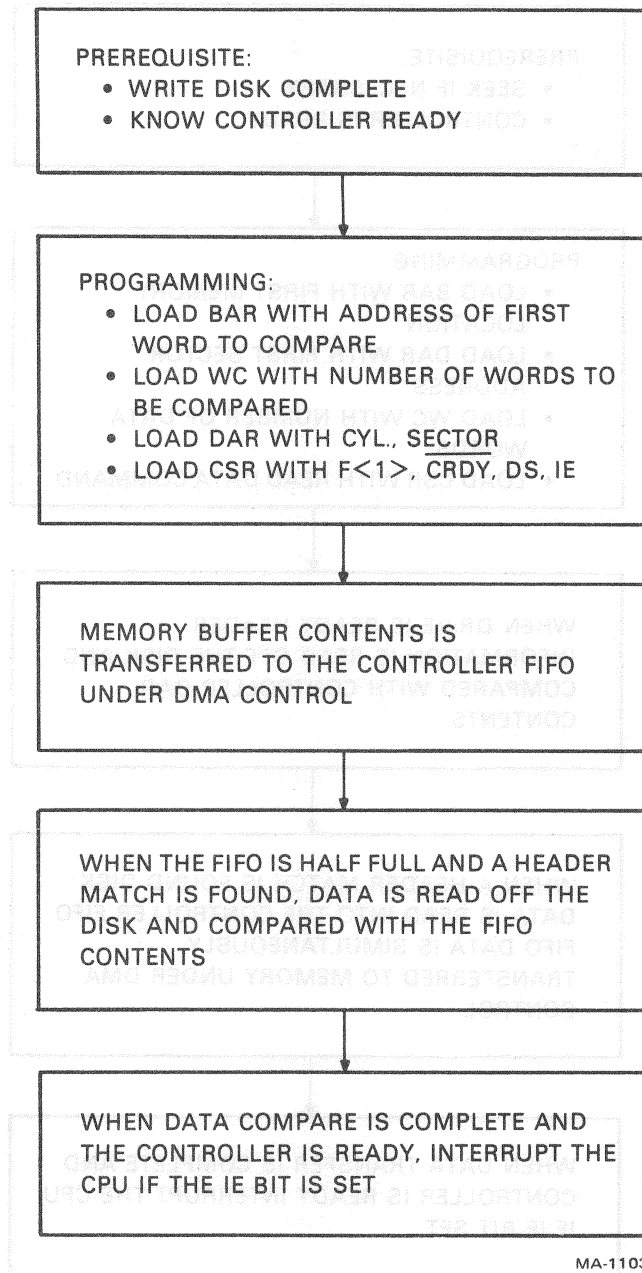 PREREQUISITE:
• WRITE DISK COMPLETE
• KNOW CONTROLLER READY
PROGRAMMING:
• LOAD BAR WITH ADDRESS OF FIRST
WORD TO COMPARE
• LOAD WC WITH NUMBER OF WORDS TO
BE COMPARED
• LOAD DAR WITH CYL., SECTOR
• LOAD CSR WITH F<1>, CRDY, DS, IE
MEMORY BUFFER CONTENTS IS
TRANSFERRED TO THE CONTROLLER FIFO
UNDER DMA CONTROL
WHEN THE FIFO IS HALF FULL AND A HEADER
MATCH IS FOUND, DATA IS READ OFF THE
DISK AND COMPARED WITH THE FIFO
CONTENTS
WHEN DATA COMPARE IS COMPLETE AND
THE CONTROLLER IS READY, INTERRUPT THE
CPU IF THE IE BIT IS SET